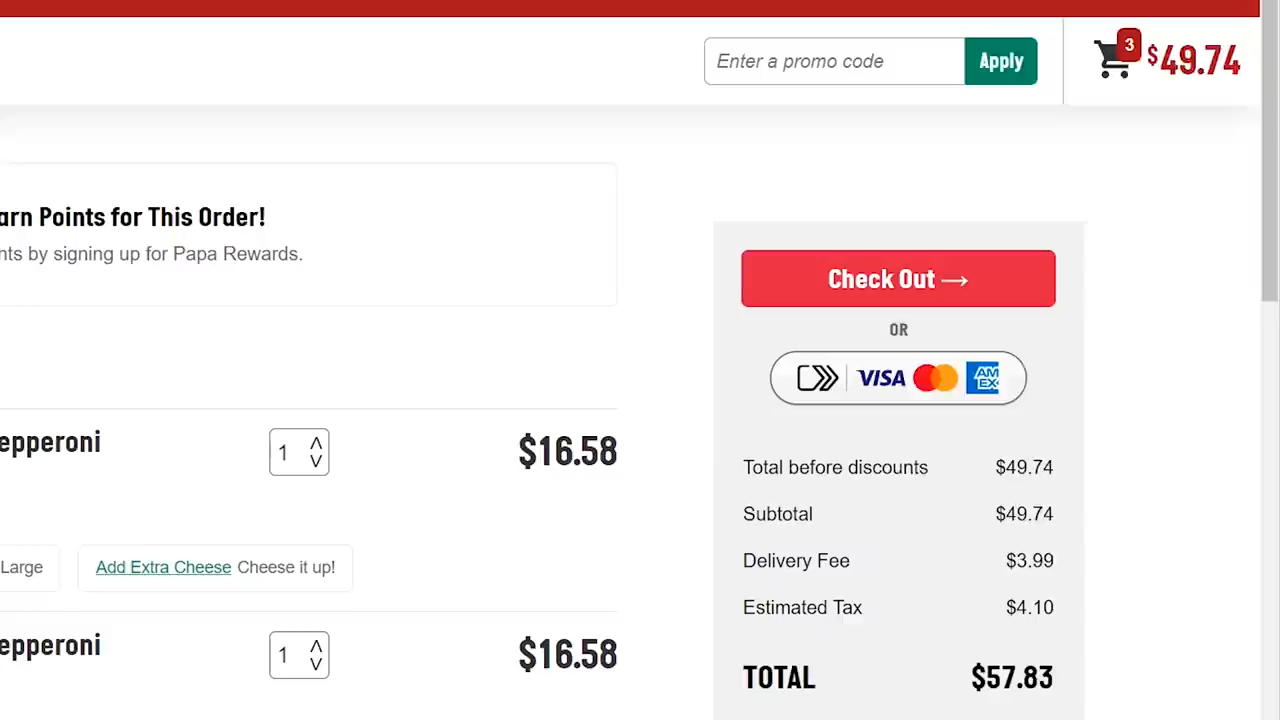 Enter a promo code
Apply
3
$49.74
arn Points for This Order!
nts by signing up for Papa Rewards.
Check Out →
OR
VISA
AM EX
epperoni
1
$16.58
Total before discounts $49.74
Subtotal $49.74
Delivery Fee $3.99
Estimated Tax $4.10
TOTAL $57.83
Large
Add Extra Cheese Cheese it up!
epperoni
1
$16.58